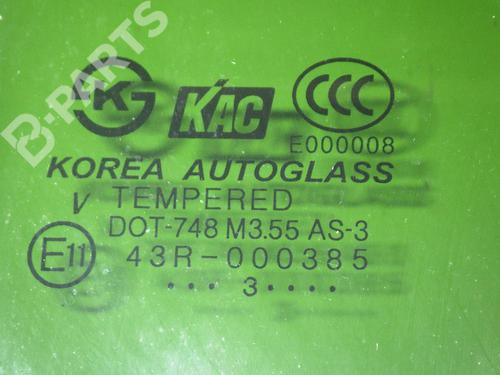 B-PARTS
K KAC CCC
E000008
KOREA AUTOGLASS
V TEMPERED
DOT-748 M3.55 AS-3
E11 43R-000385
••• 3 ••••